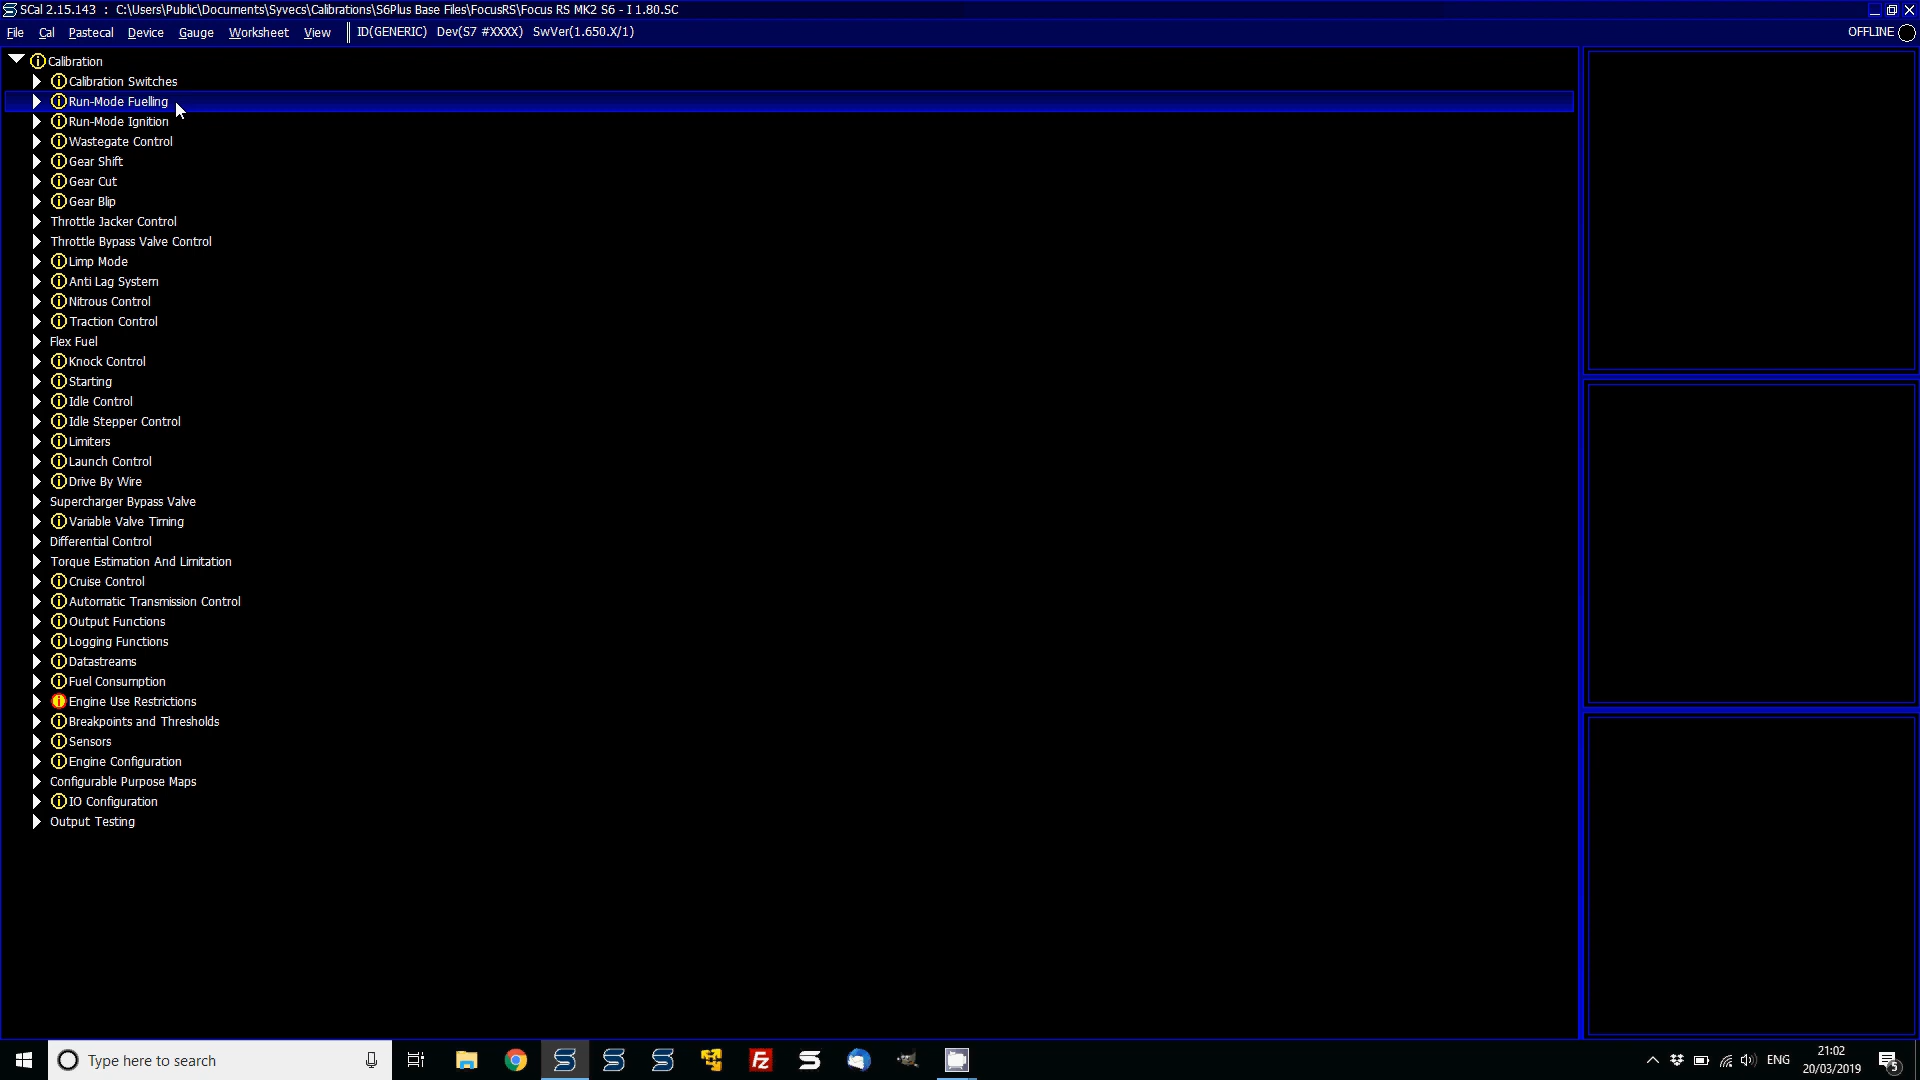 SCal 2.15.143 : C:\Users\Public\Documents\Syvecs\Calibrations\S6Plus Base Files\FocusRS\Focus RS MK2 S6 - I 1.80.SC
File Cal Pastecal Device Gauge Worksheet View ID(GENERIC) Dev(S7 #XXXX) SwVer(1.650.X/1) OFFLINE
Calibration
Calibration Switches
Run-Mode Fuelling
Run-Mode Ignition
Wastegate Control
Gear Shift
Gear Cut
Gear Blip
Throttle Jacker Control
Throttle Bypass Valve Control
Limp Mode
Anti Lag System
Nitrous Control
Traction Control
Flex Fuel
Knock Control
Starting
Idle Control
Idle Stepper Control
Limiters
Launch Control
Drive By Wire
Supercharger Bypass Valve
Variable Valve Timing
Differential Control
Torque Estimation And Limitation
Cruise Control
Automatic Transmission Control
Output Functions
Logging Functions
Datastreams
Fuel Consumption
Engine Use Restrictions
Breakpoints and Thresholds
Sensors
Engine Configuration
Configurable Purpose Maps
IO Configuration
Output Testing
Type here to search
ENG
21:02
20/03/2019
5